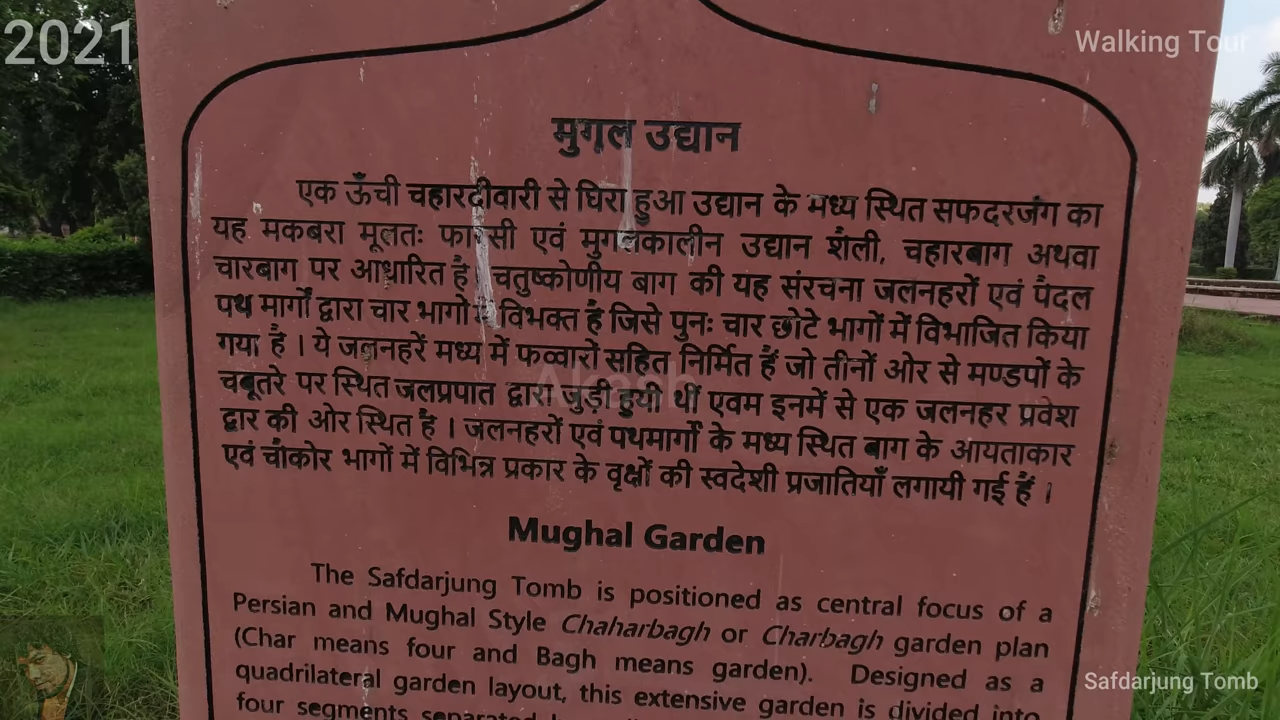 2021
Walking Tour
मुगल उद्यान
एक ऊँची चहारदीवारी से घिरा हुआ उद्यान के मध्य स्थित सफदरजंग का
यह मकबरा मूलतः फारसी एवं मुगलकालीन उद्यान शैली, चहारबाग अथवा
चारबाग पर आधारित है। चतुष्कोणीय बाग की यह संरचना जलनहरों एवं पैदल
पथ मार्गों द्वारा चार भागों में विभक्त है जिसे पुनः चार छोटे भागों में विभाजित किया
गया है । ये जलनहरें मध्य में फव्वारों सहित निर्मित हैं जो तीनों ओर से मण्डपों के
चबूतरे पर स्थित जलप्रपात द्वारा जुड़ी हुयी थीं एवम इनमें से एक जलनहर प्रवेश
द्वार की ओर स्थित है । जलनहरों एवं पथमार्गों के मध्य स्थित बाग के आयताकार
एवं चौकोर भागों में विभिन्न प्रकार के वृक्षों की स्वदेशी प्रजातियाँ लगायी गई हैं ।
Akash
Mughal Garden
The Safdarjung Tomb is positioned as central focus of a
Persian and Mughal Style Chaharbagh or Charbagh garden plan
(Char means four and Bagh means garden). Designed as a
quadrilateral garden layout, this extensive garden is divided into
four segments separated
Safdarjung Tomb